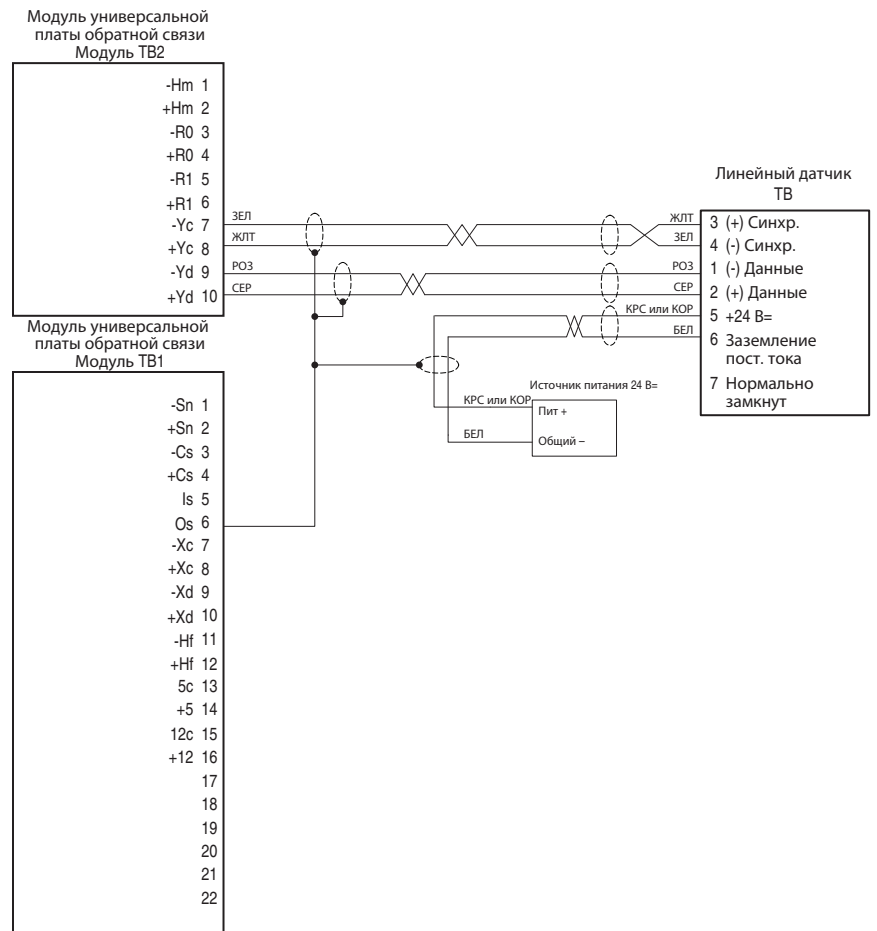 Модуль универсальной
платы обратной связи
Модуль TB2
-Hm 1
+Hm 2
-R0 3
+R0 4
-R1 5
+R1 6
-Yc 7
+Yc 8
-Yd 9
+Yd 10
ЗЕЛ
ЖЛТ
РОЗ
СЕР
Линейный датчик
ТВ
ЖЛТ
ЗЕЛ
РОЗ
СЕР
КРС или КОР
БЕЛ
3 (+) Синхр.
4 (-) Синхр.
1 (-) Данные
2 (+) Данные
5 +24 В=
6 Заземление
пост. тока
7 Нормально
замкнут
Источник питания 24 В=
КРС или КОР
Пит +
БЕЛ
Общий –
Модуль универсальной
платы обратной связи
Модуль TB1
-Sn 1
+Sn 2
-Cs 3
+Cs 4
Is 5
Os 6
-Xc 7
+Xc 8
-Xd 9
+Xd 10
-Hf 11
+Hf 12
5c 13
+5 14
12c 15
+12 16
17
18
19
20
21
22